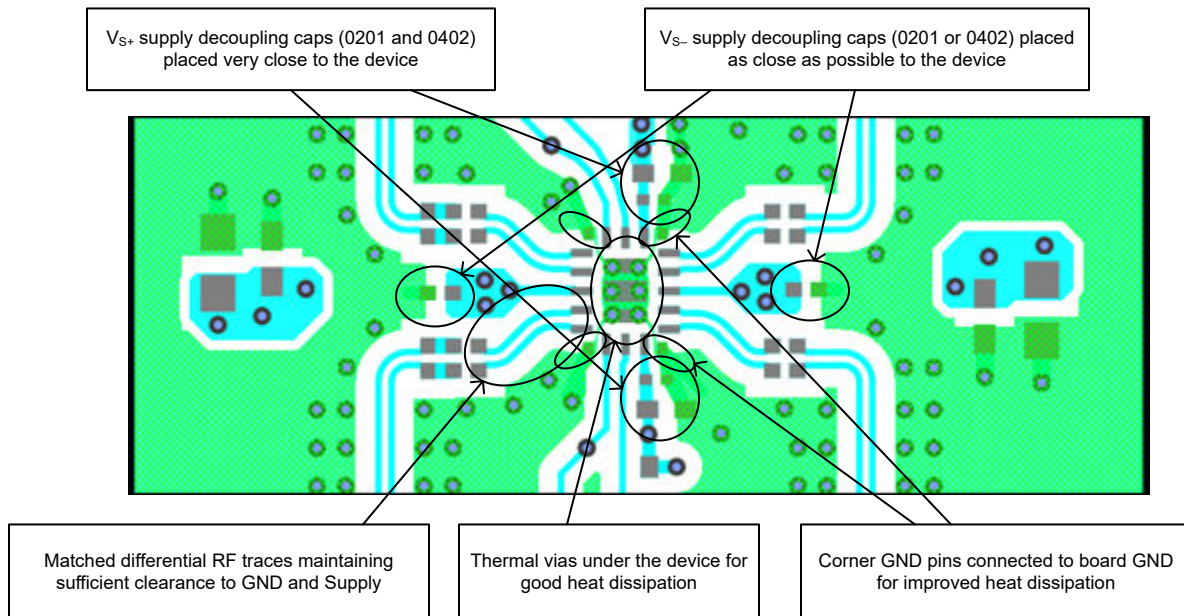 V_S+ supply decoupling caps (0201 and 0402)
placed very close to the device
V_S– supply decoupling caps (0201 or 0402) placed
as close as possible to the device
Matched differential RF traces maintaining
sufficient clearance to GND and Supply
Thermal vias under the device for
good heat dissipation
Corner GND pins connected to board GND
for improved heat dissipation